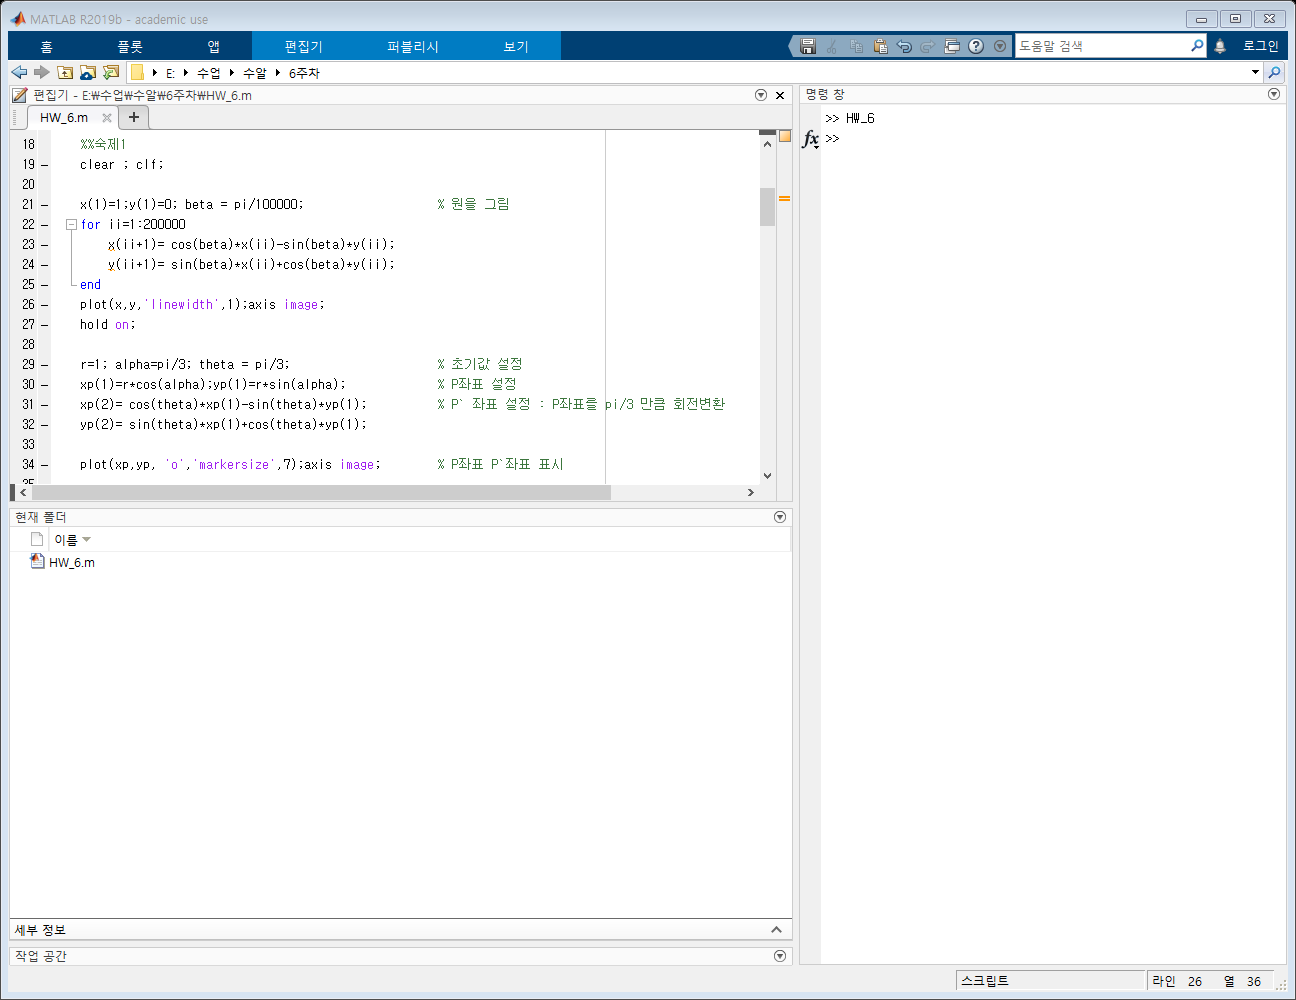 MATLAB R2019b - academic use
홈 플롯 앱 편집기 퍼블리시 보기 도움말 검색 로그인
E: 수업 수알 6주차
편집기 - E:₩수업₩수알₩6주차₩HW_6.m
HW_6.m
18 %%숙제1
19 – clear ; clf;
20
21 – x(1)=1;y(1)=0; beta = pi/100000; % 원을 그림
22 – for ii=1:200000
23 – x(ii+1)= cos(beta)*x(ii)-sin(beta)*y(ii);
24 – y(ii+1)= sin(beta)*x(ii)+cos(beta)*y(ii);
25 – end
26 – plot(x,y,'linewidth',1);axis image;
27 – hold on;
28
29 – r=1; alpha=pi/3; theta = pi/3; % 초기값 설정
30 – xp(1)=r*cos(alpha);yp(1)=r*sin(alpha); % P좌표 설정
31 – xp(2)= cos(theta)*xp(1)-sin(theta)*yp(1); % P` 좌표 설정 : P좌표를 pi/3 만큼 회전변환
32 – yp(2)= sin(theta)*xp(1)+cos(theta)*yp(1);
33
34 – plot(xp,yp, 'o','markersize',7);axis image; % P좌표 P`좌표 표시
현재 폴더
이름
HW_6.m
세부 정보
작업 공간
명령 창
>> HW_6
fx >>
스크립트 라인 26 열 36